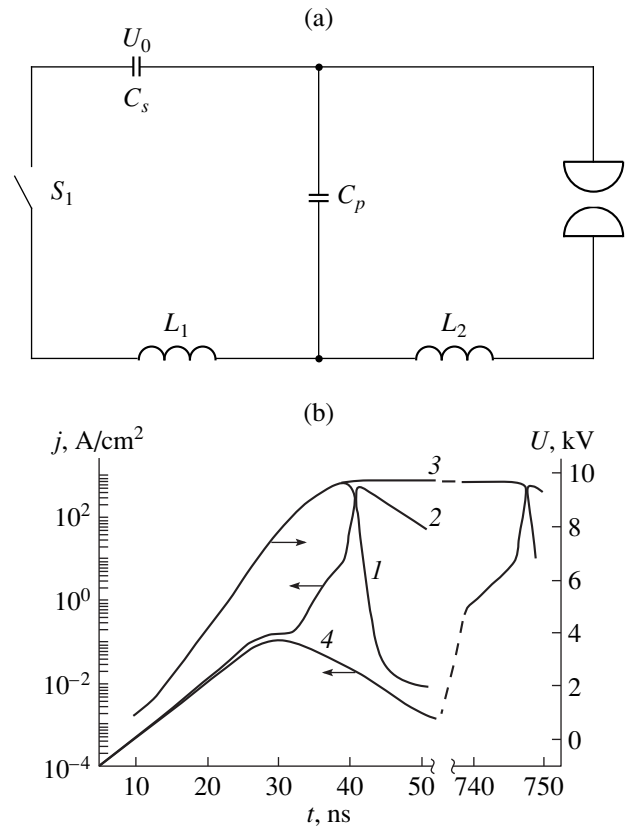 (a)
U₀
Cₛ
S₁
Cₚ
L₁
L₂
(b)
j, A/cm²
U, kV
10²
10⁰
10⁻²
10⁻⁴
10
8
6
4
2
0
3
2
1
4
10 20 30 40 50 740 750
t, ns